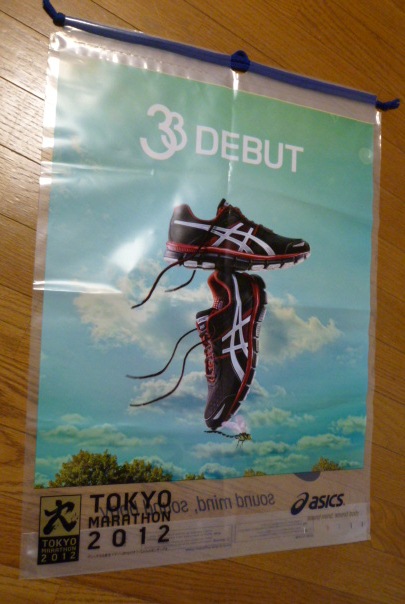 33 DEBUT
TOKYO
MARATHON
2012
TOKYO
MARATHON
2012
sound mind, sound body
asics